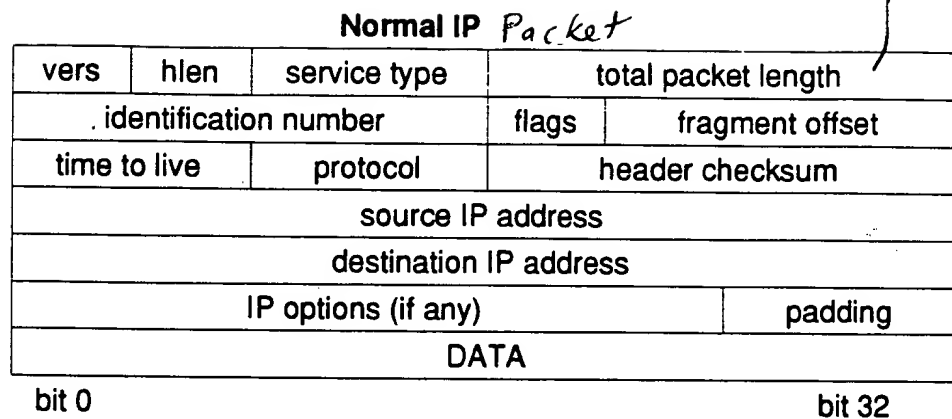 Normal IP Packet
vers hlen service type total packet length
. identification number flags fragment offset
time to live protocol header checksum
source IP address
destination IP address
IP options (if any) padding
DATA
bit 0 bit 32